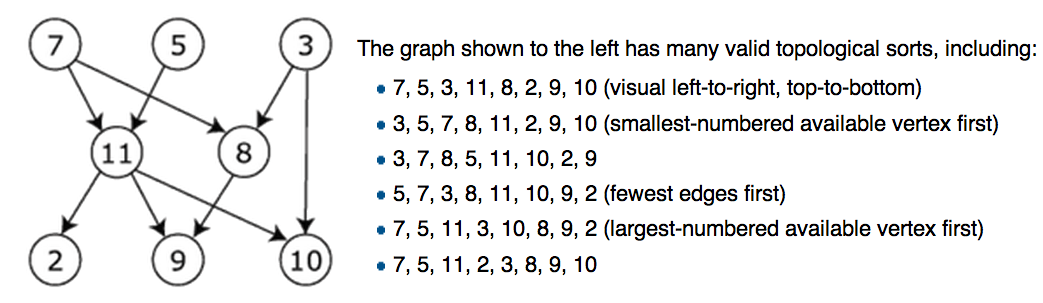 7 5 3
The graph shown to the left has many valid topological sorts, including:
• 7, 5, 3, 11, 8, 2, 9, 10 (visual left-to-right, top-to-bottom)
• 3, 5, 7, 8, 11, 2, 9, 10 (smallest-numbered available vertex first)
11 8
• 3, 7, 8, 5, 11, 10, 2, 9
• 5, 7, 3, 8, 11, 10, 9, 2 (fewest edges first)
• 7, 5, 11, 3, 10, 8, 9, 2 (largest-numbered available vertex first)
2 9 10
• 7, 5, 11, 2, 3, 8, 9, 10